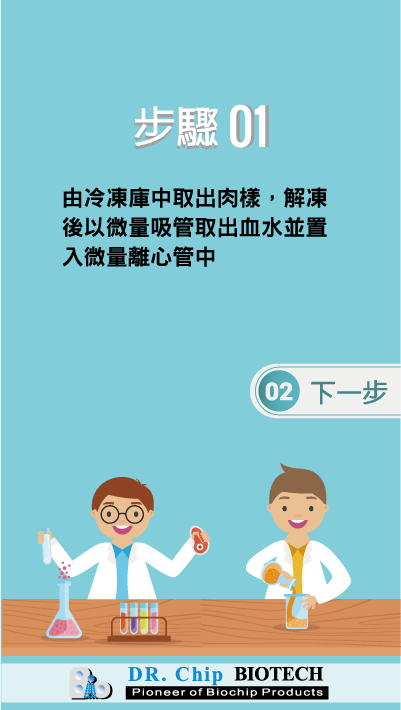 步驟 01
由冷凍庫中取出肉樣，解凍
後以微量吸管取出血水並置
入微量離心管中
02 下一步
DR. Chip BIOTECH
Pioneer of Biochip Products